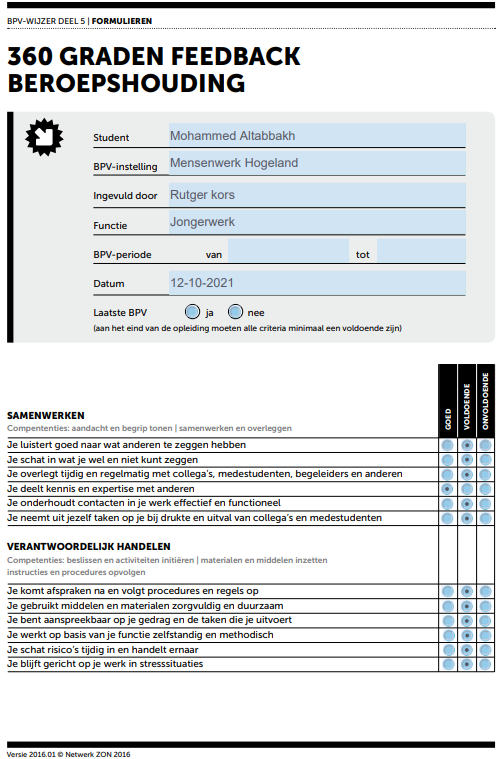 BPV-WIJZER DEEL 5 | FORMULIEREN
360 GRADEN FEEDBACK
BEROEPSHOUDING
Student Mohammed Altabbakh
BPV-instelling Mensenwerk Hogeland
Ingevuld door Rutger kors
Functie Jongerwerk
BPV-periode van tot
Datum 12-10-2021
Laatste BPV ja nee
(aan het eind van de opleiding moeten alle criteria minimaal een voldoende zijn)
GOED VOLDOENDE ONVOLDOENDE
SAMENWERKEN
Compententies: aandacht en begrip tonen | samenwerken en overleggen
Je luistert goed naar wat anderen te zeggen hebben
Je schat in wat je wel en niet kunt zeggen
Je overlegt tijdig en regelmatig met collega's, medestudenten, begeleiders en anderen
Je deelt kennis en expertise met anderen
Je onderhoudt contacten in je werk effectief en functioneel
Je neemt uit jezelf taken op je bij drukte en uitval van collega's en medestudenten
VERANTWOORDELIJK HANDELEN
Competenties: beslissen en activiteiten initiëren | materialen en middelen inzetten
instructies en procedures opvolgen
Je komt afspraken na en volgt procedures en regels op
Je gebruikt middelen en materialen zorgvuldig en duurzaam
Je bent aanspreekbaar op je gedrag en de taken die je uitvoert
Je werkt op basis van je functie zelfstandig en methodisch
Je schat risico's tijdig in en handelt ernaar
Je blijft gericht op je werk in stresssituaties
Versie 2016.01 © Netwerk ZON 2016